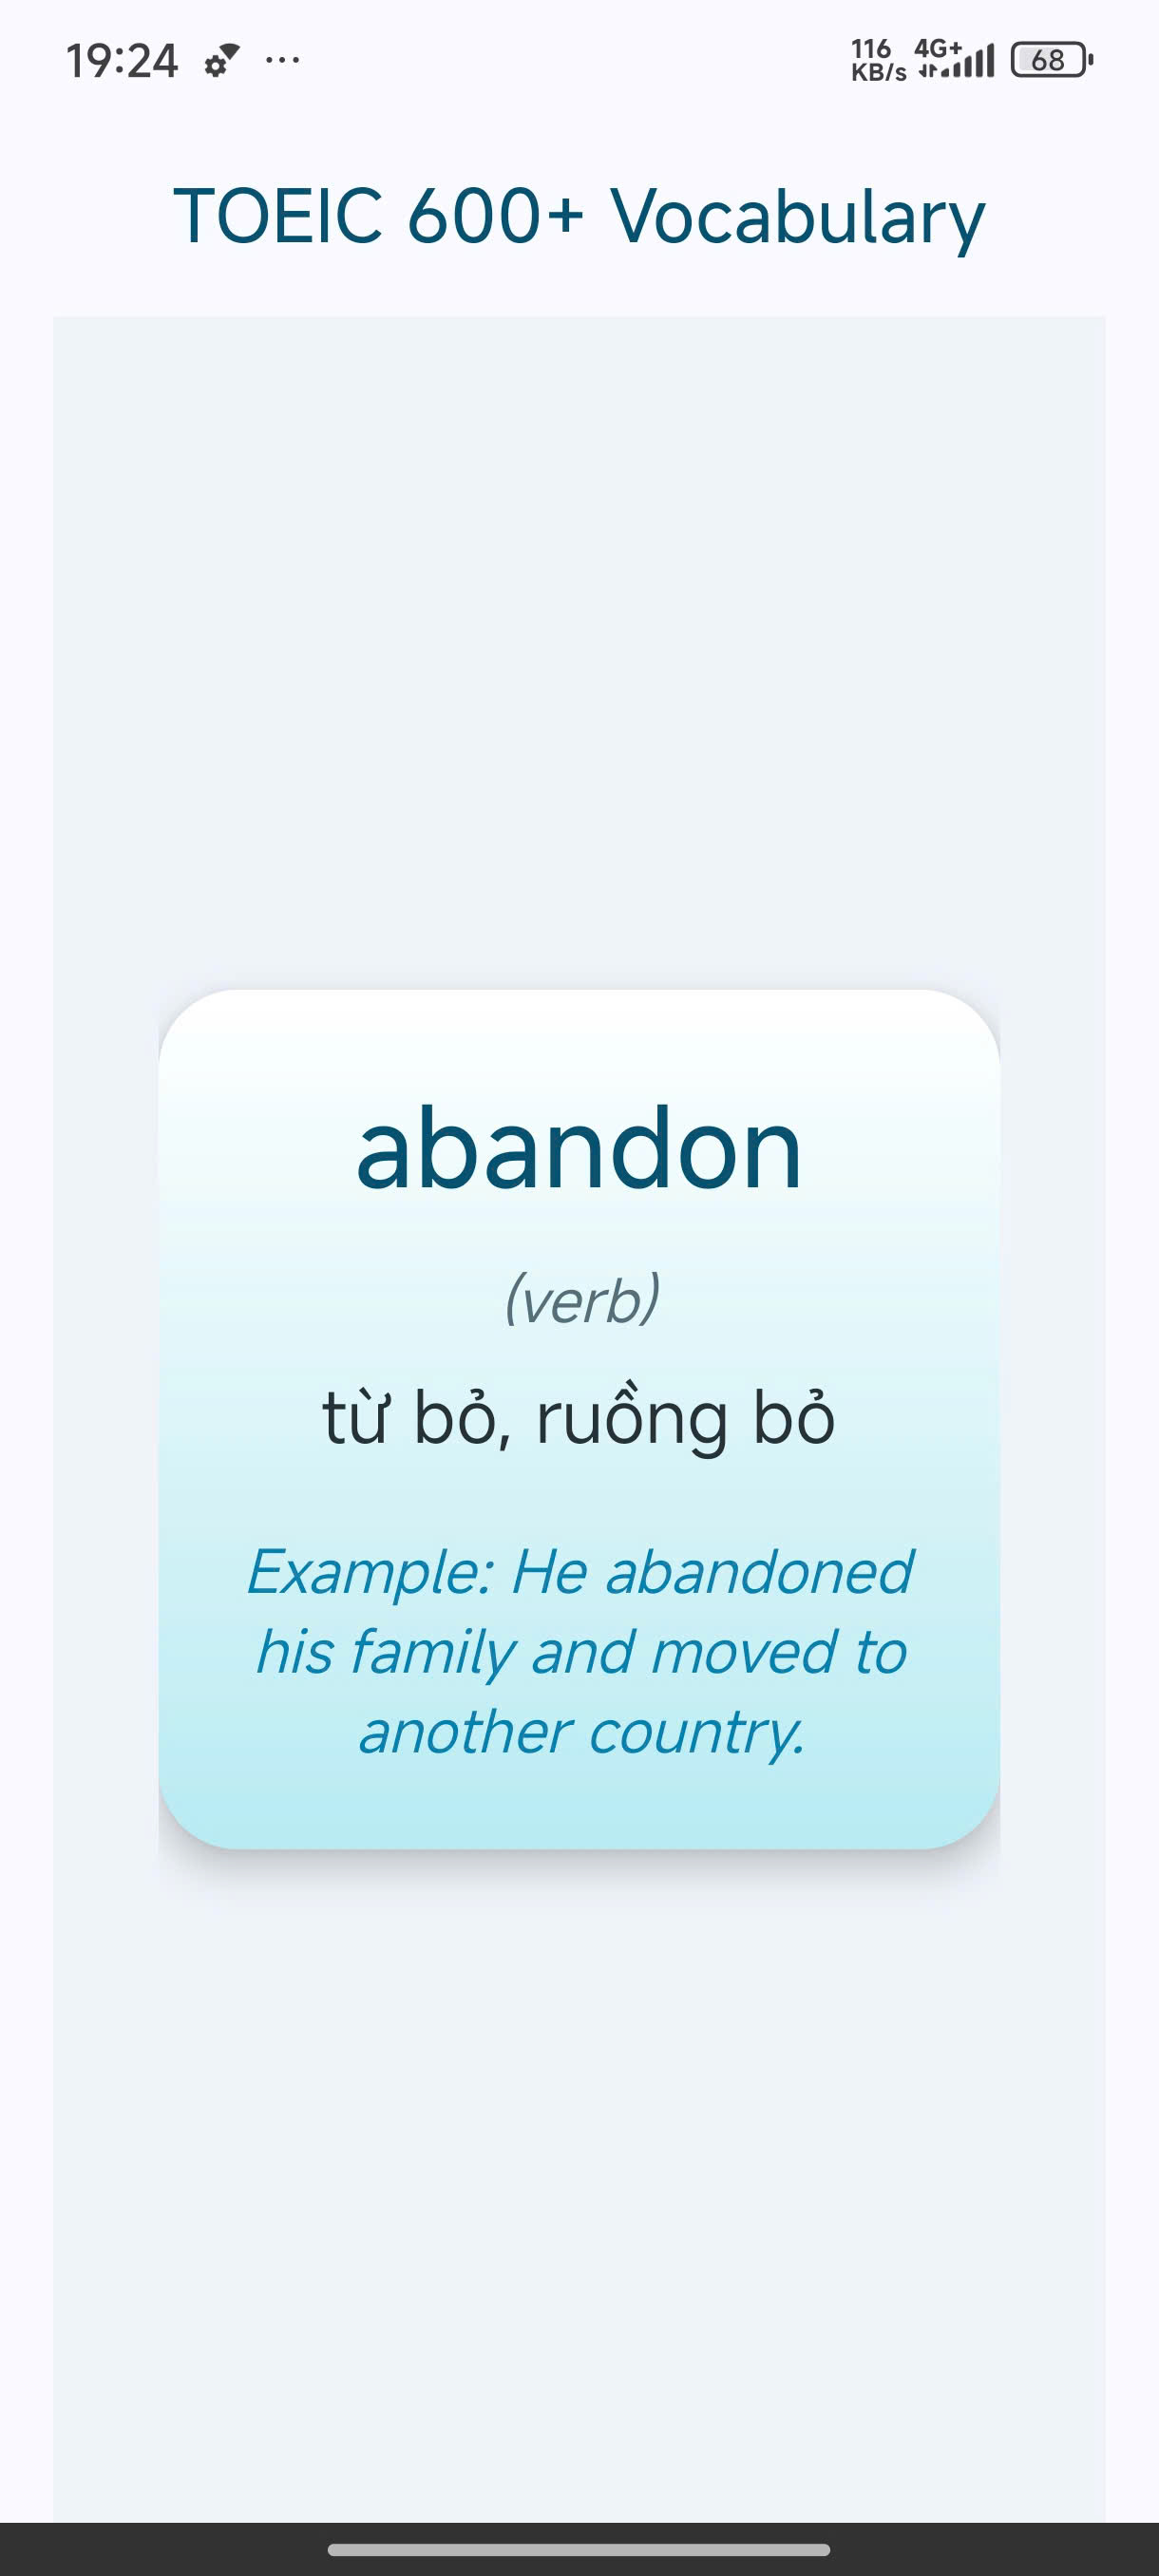 19:24 ... 116 KB/s 4G+ 68
TOEIC 600+ Vocabulary
abandon
(verb)
từ bỏ, ruồng bỏ
Example: He abandoned
his family and moved to
another country.